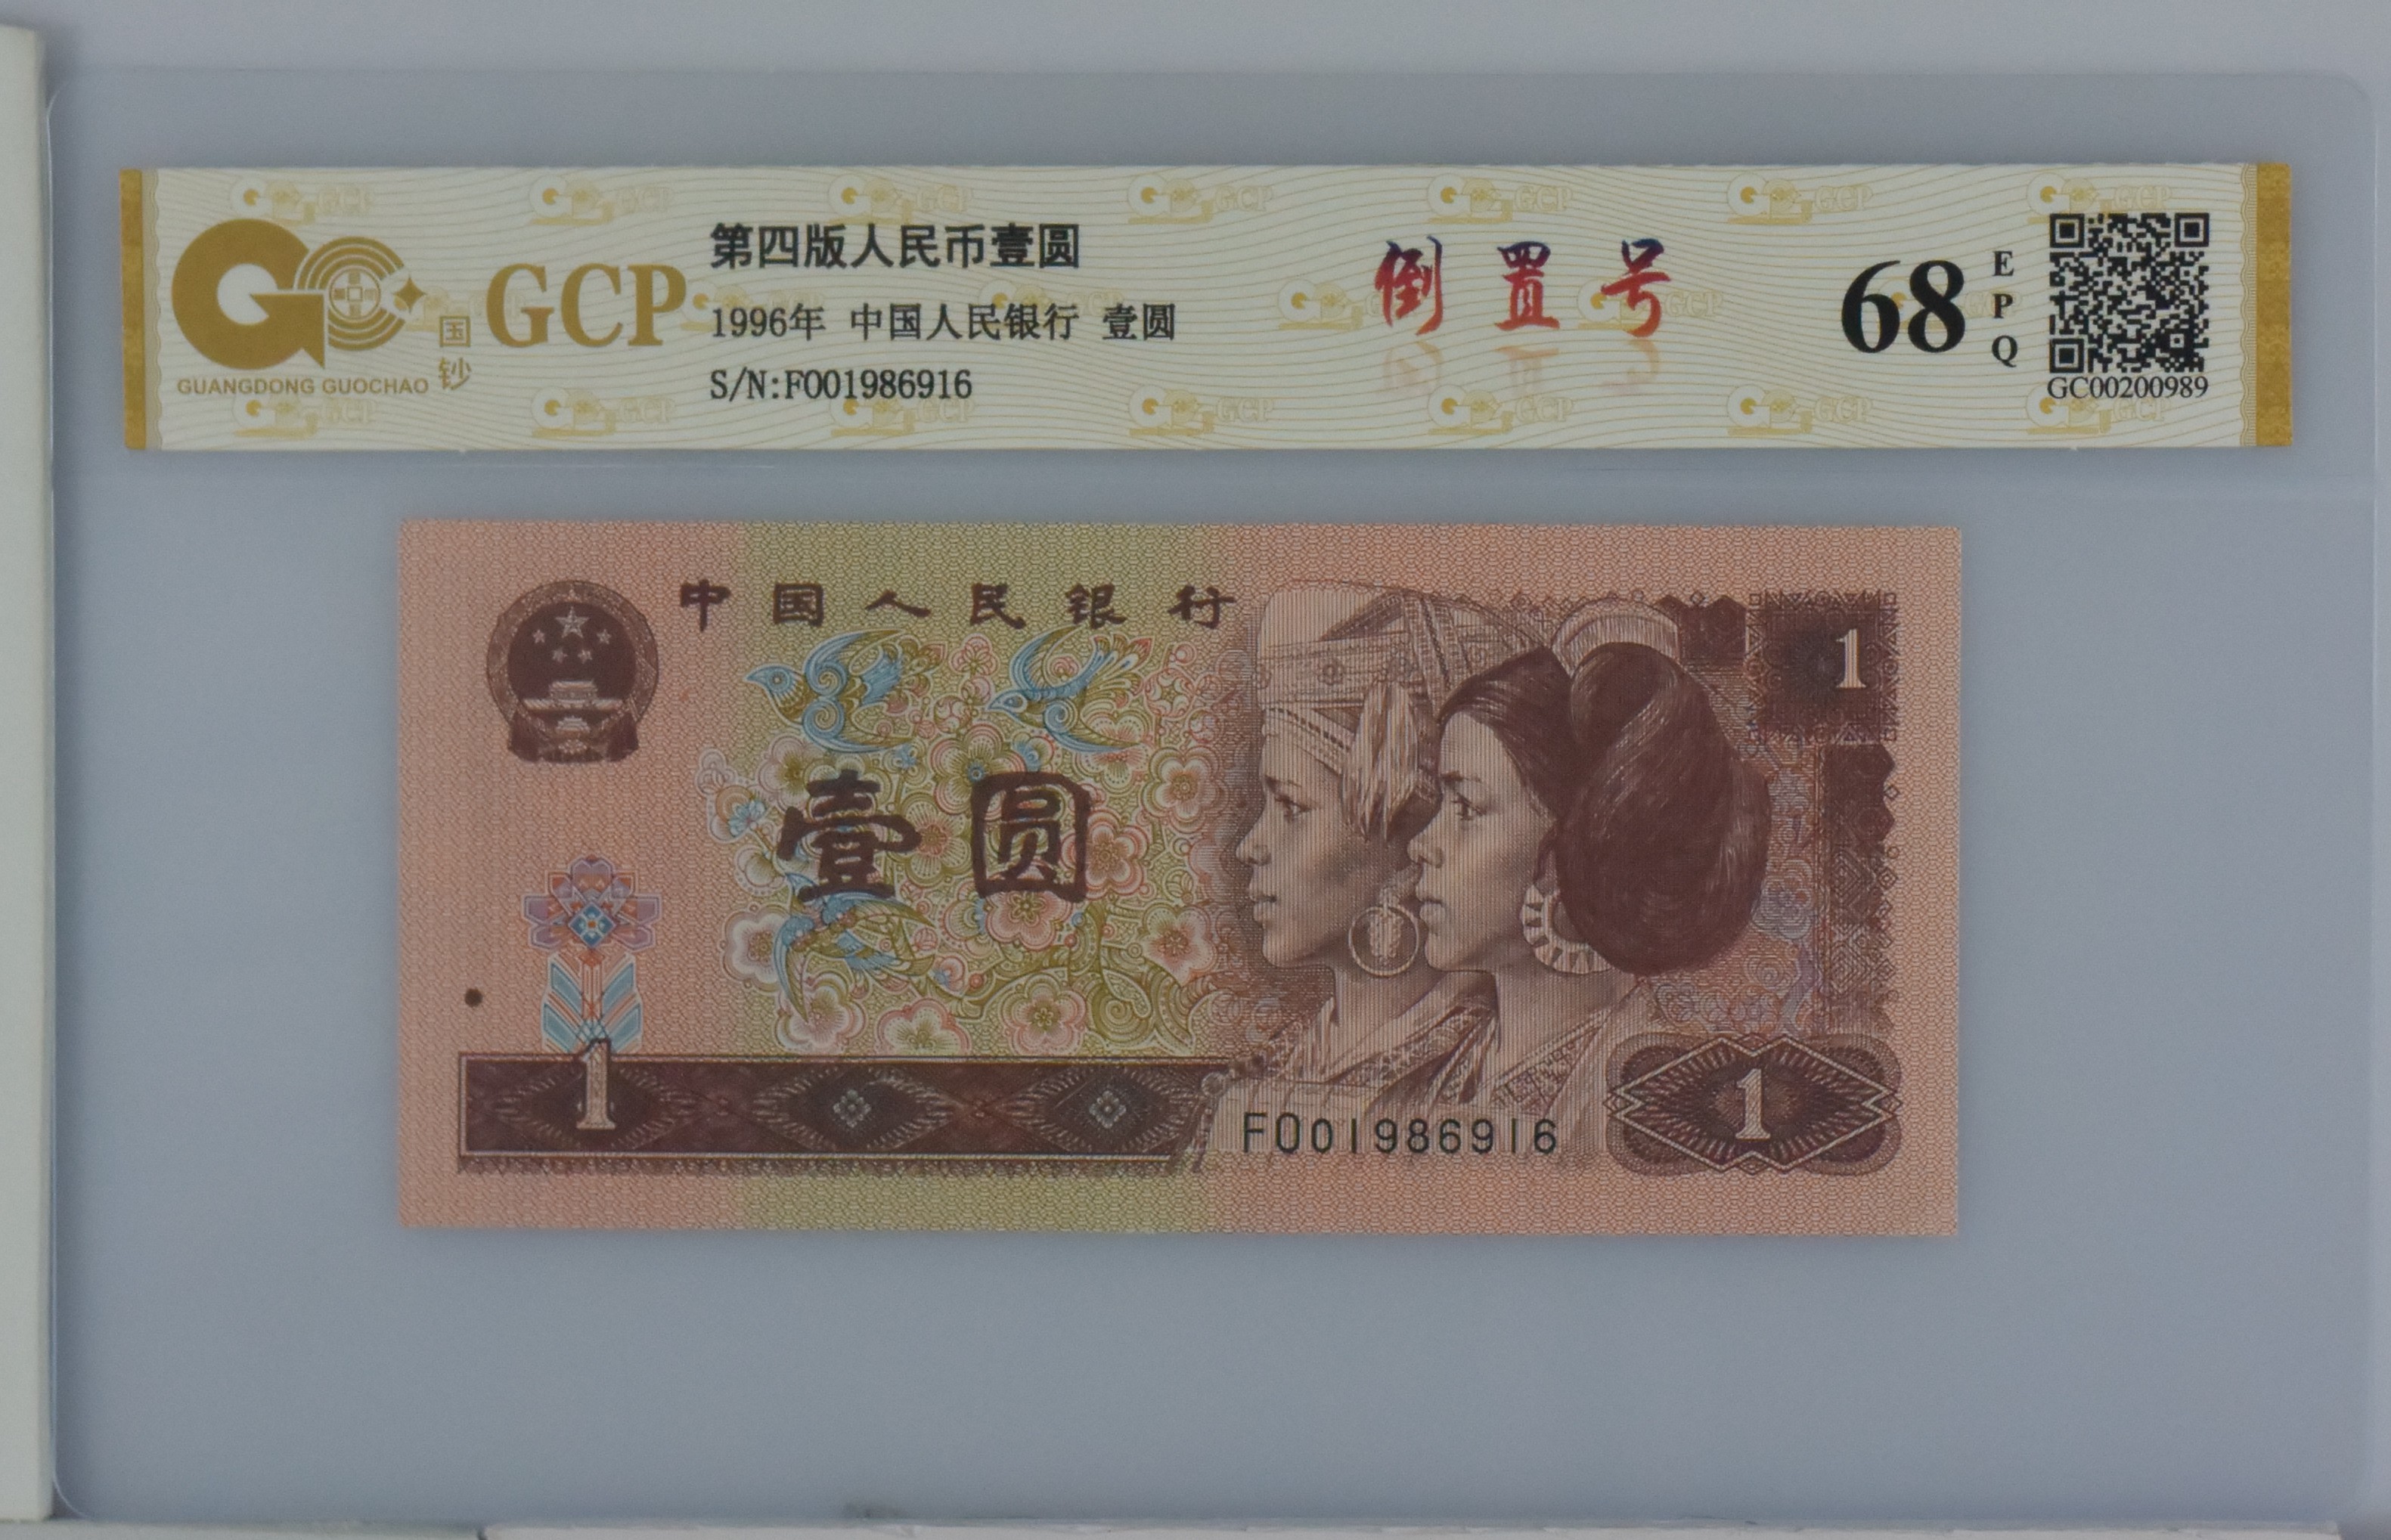 GCP
国钞
GUANGDONG GUOCHAO
第四版人民币壹圆
1996年 中国人民银行 壹圆
S/N:F001986916
倒置号
68
EPQ
GC00200989
中国人民银行
1
壹圆
1
1
FO01986916